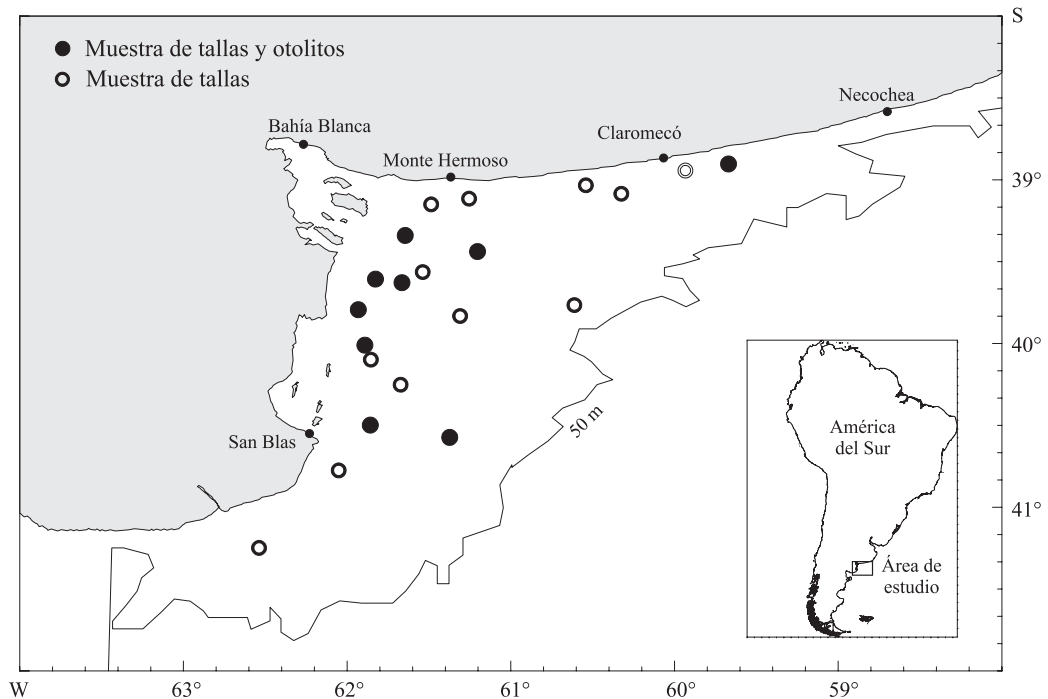 S
Muestra de tallas y otolitos
Muestra de tallas
Necochea
Bahía Blanca
Claromecó
Monte Hermoso
39°
40°
50 m
San Blas
América
del Sur
41°
Área de
estudio
W
63°
62°
61°
60°
59°